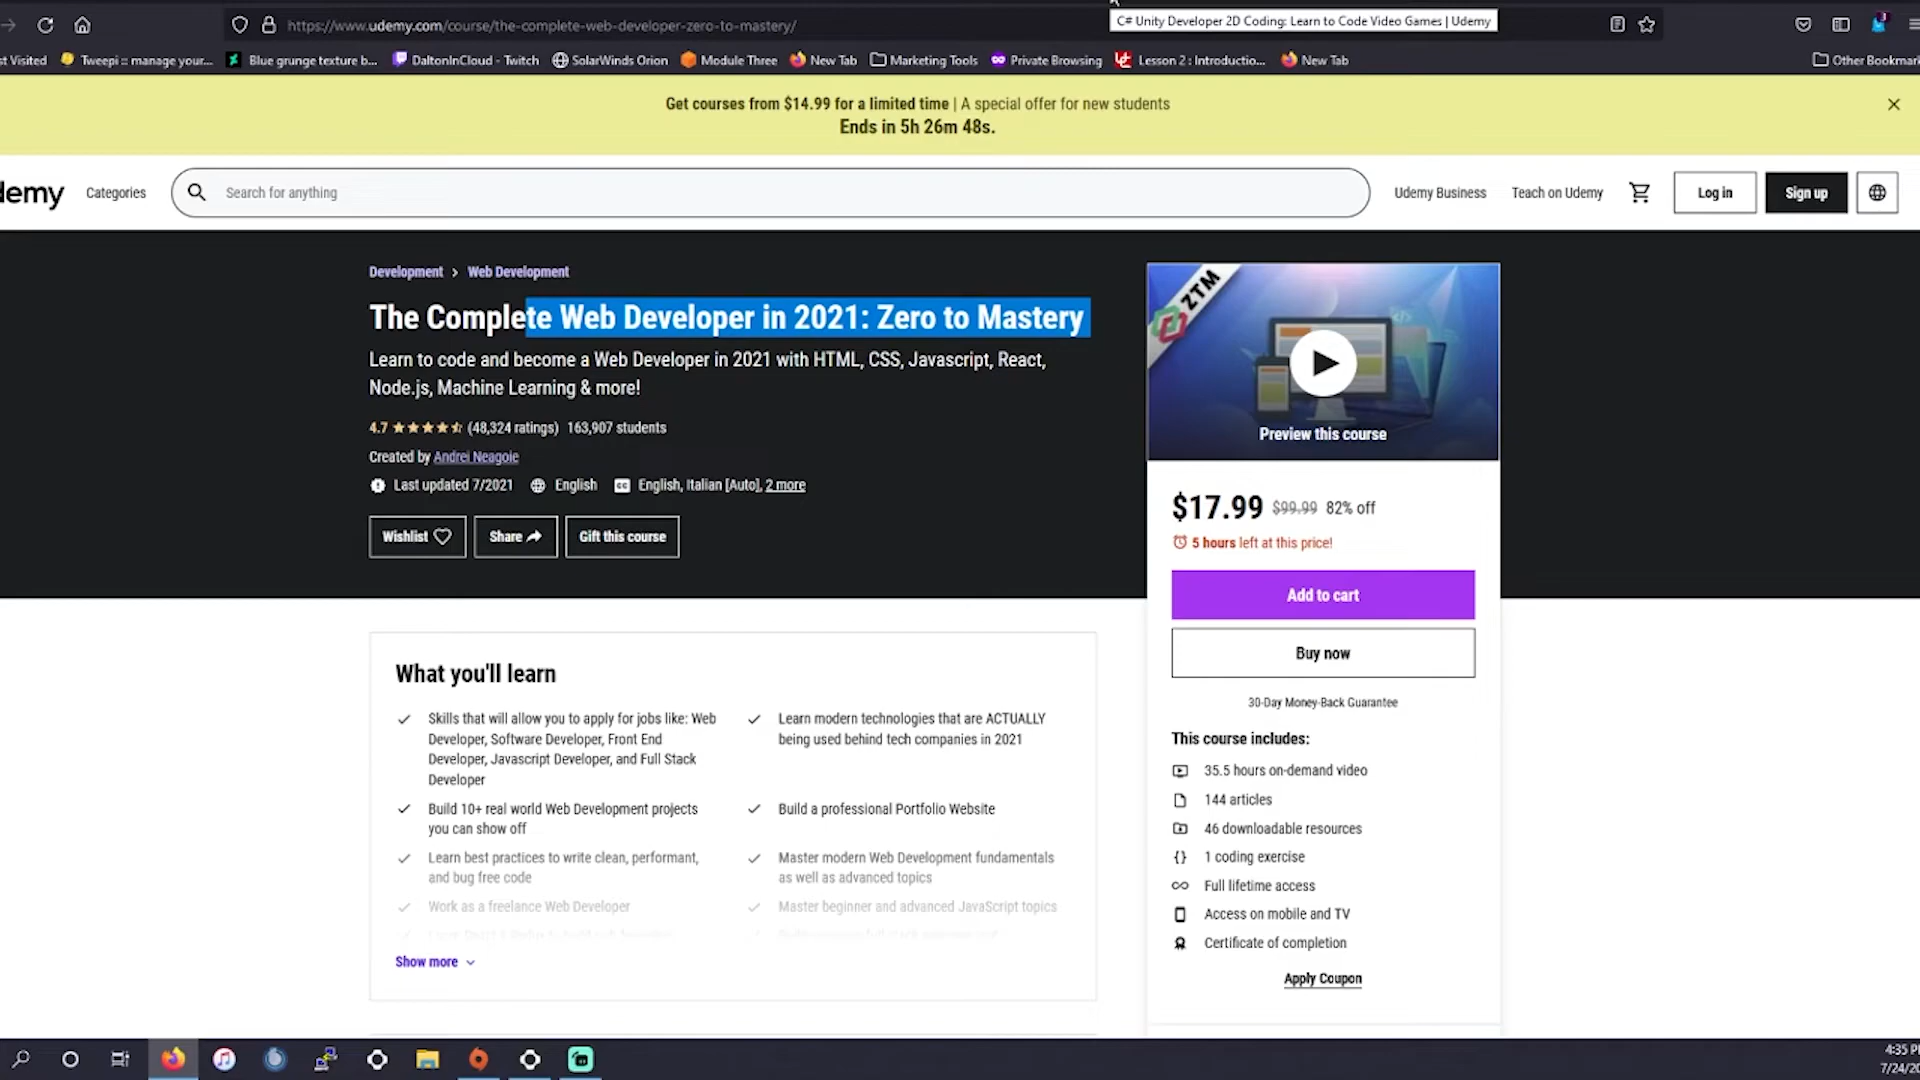 https://www.udemy.com/course/the-complete-web-developer-zero-to-mastery/
C# Unity Developer 2D Coding: Learn to Code Video Games | Udemy
3
st Visited
Tweepi :: manage your...
Blue grunge texture b...
DaltonInCloud - Twitch
SolarWinds Orion
Module Three
New Tab
Marketing Tools
Private Browsing
Lesson 2 : Introductio...
New Tab
Other Bookmar
Get courses from $14.99 for a limited time | A special offer for new students
Ends in 5h 26m 48s.
demy
Categories
Search for anything
Udemy Business
Teach on Udemy
Log in
Sign up
Development > Web Development
The Complete Web Developer in 2021: Zero to Mastery
Learn to code and become a Web Developer in 2021 with HTML, CSS, Javascript, React,
Node.js, Machine Learning & more!
4.7 (48,324 ratings) 163,907 students
Created by Andrei Neagoie
Last updated 7/2021 English CC English, Italian [Auto], 2 more
Wishlist
Share
Gift this course
ZTM
Preview this course
$17.99 $99.99 82% off
5 hours left at this price!
Add to cart
Buy now
30-Day Money-Back Guarantee
This course includes:
35.5 hours on-demand video
144 articles
46 downloadable resources
1 coding exercise
Full lifetime access
Access on mobile and TV
Certificate of completion
Apply Coupon
What you'll learn
Skills that will allow you to apply for jobs like: Web
Developer, Software Developer, Front End
Developer, Javascript Developer, and Full Stack
Developer
Learn modern technologies that are ACTUALLY
being used behind tech companies in 2021
Build 10+ real world Web Development projects
you can show off
Build a professional Portfolio Website
Learn best practices to write clean, performant,
and bug free code
Master modern Web Development fundamentals
as well as advanced topics
Work as a freelance Web Developer
Master beginner and advanced JavaScript topics
Show more
4:35 P
7/24/20